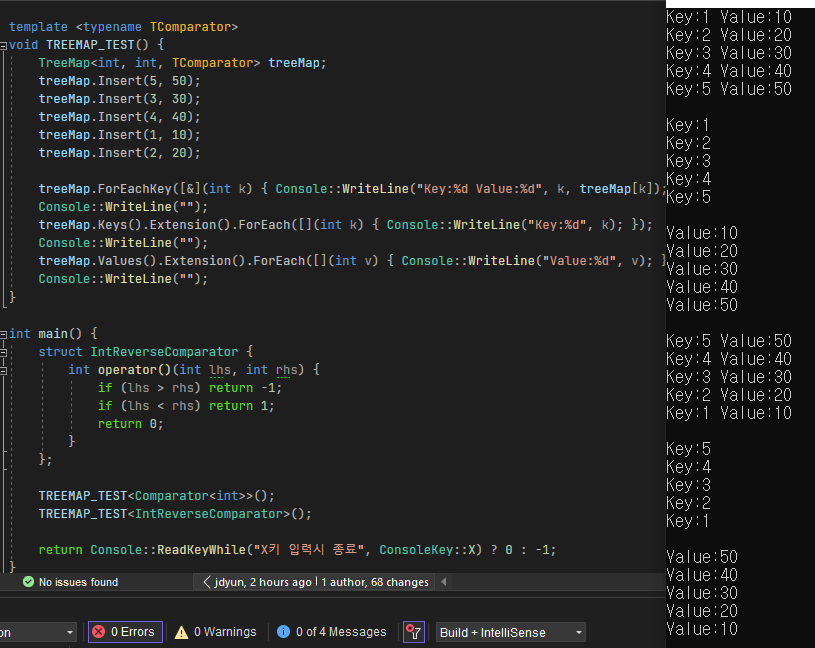 template <typename TComparator>
void TREEMAP_TEST() {
TreeMap<int, int, TComparator> treeMap;
treeMap.Insert(5, 50);
treeMap.Insert(3, 30);
treeMap.Insert(4, 40);
treeMap.Insert(1, 10);
treeMap.Insert(2, 20);
treeMap.ForEachKey([&](int k) { Console::WriteLine("Key:%d Value:%d", k, treeMap[k]);
Console::WriteLine("");
treeMap.Keys().Extension().ForEach([](int k) { Console::WriteLine("Key:%d", k); });
Console::WriteLine("");
treeMap.Values().Extension().ForEach([](int v) { Console::WriteLine("Value:%d", v); }
Console::WriteLine("");
}
int main() {
struct IntReverseComparator {
int operator()(int lhs, int rhs) {
if (lhs > rhs) return -1;
if (lhs < rhs) return 1;
return 0;
}
};
TREEMAP_TEST<Comparator<int>>();
TREEMAP_TEST<IntReverseComparator>();
return Console::ReadKeyWhile("X키 입력시 종료", ConsoleKey::X) ? 0 : -1;
}
No issues found
jdyun, 2 hours ago | 1 author, 68 changes
on
0 Errors
0 Warnings
0 of 4 Messages
Build + IntelliSense
Key:1 Value:10
Key:2 Value:20
Key:3 Value:30
Key:4 Value:40
Key:5 Value:50
Key:1
Key:2
Key:3
Key:4
Key:5
Value:10
Value:20
Value:30
Value:40
Value:50
Key:5 Value:50
Key:4 Value:40
Key:3 Value:30
Key:2 Value:20
Key:1 Value:10
Key:5
Key:4
Key:3
Key:2
Key:1
Value:50
Value:40
Value:30
Value:20
Value:10